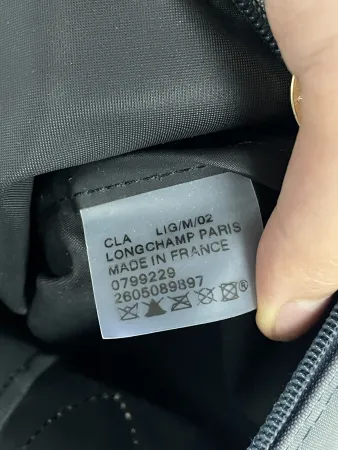 CLA LIG/M/02
LONGCHAMP PARIS
MADE IN FRANCE
0799229
2605089897
®